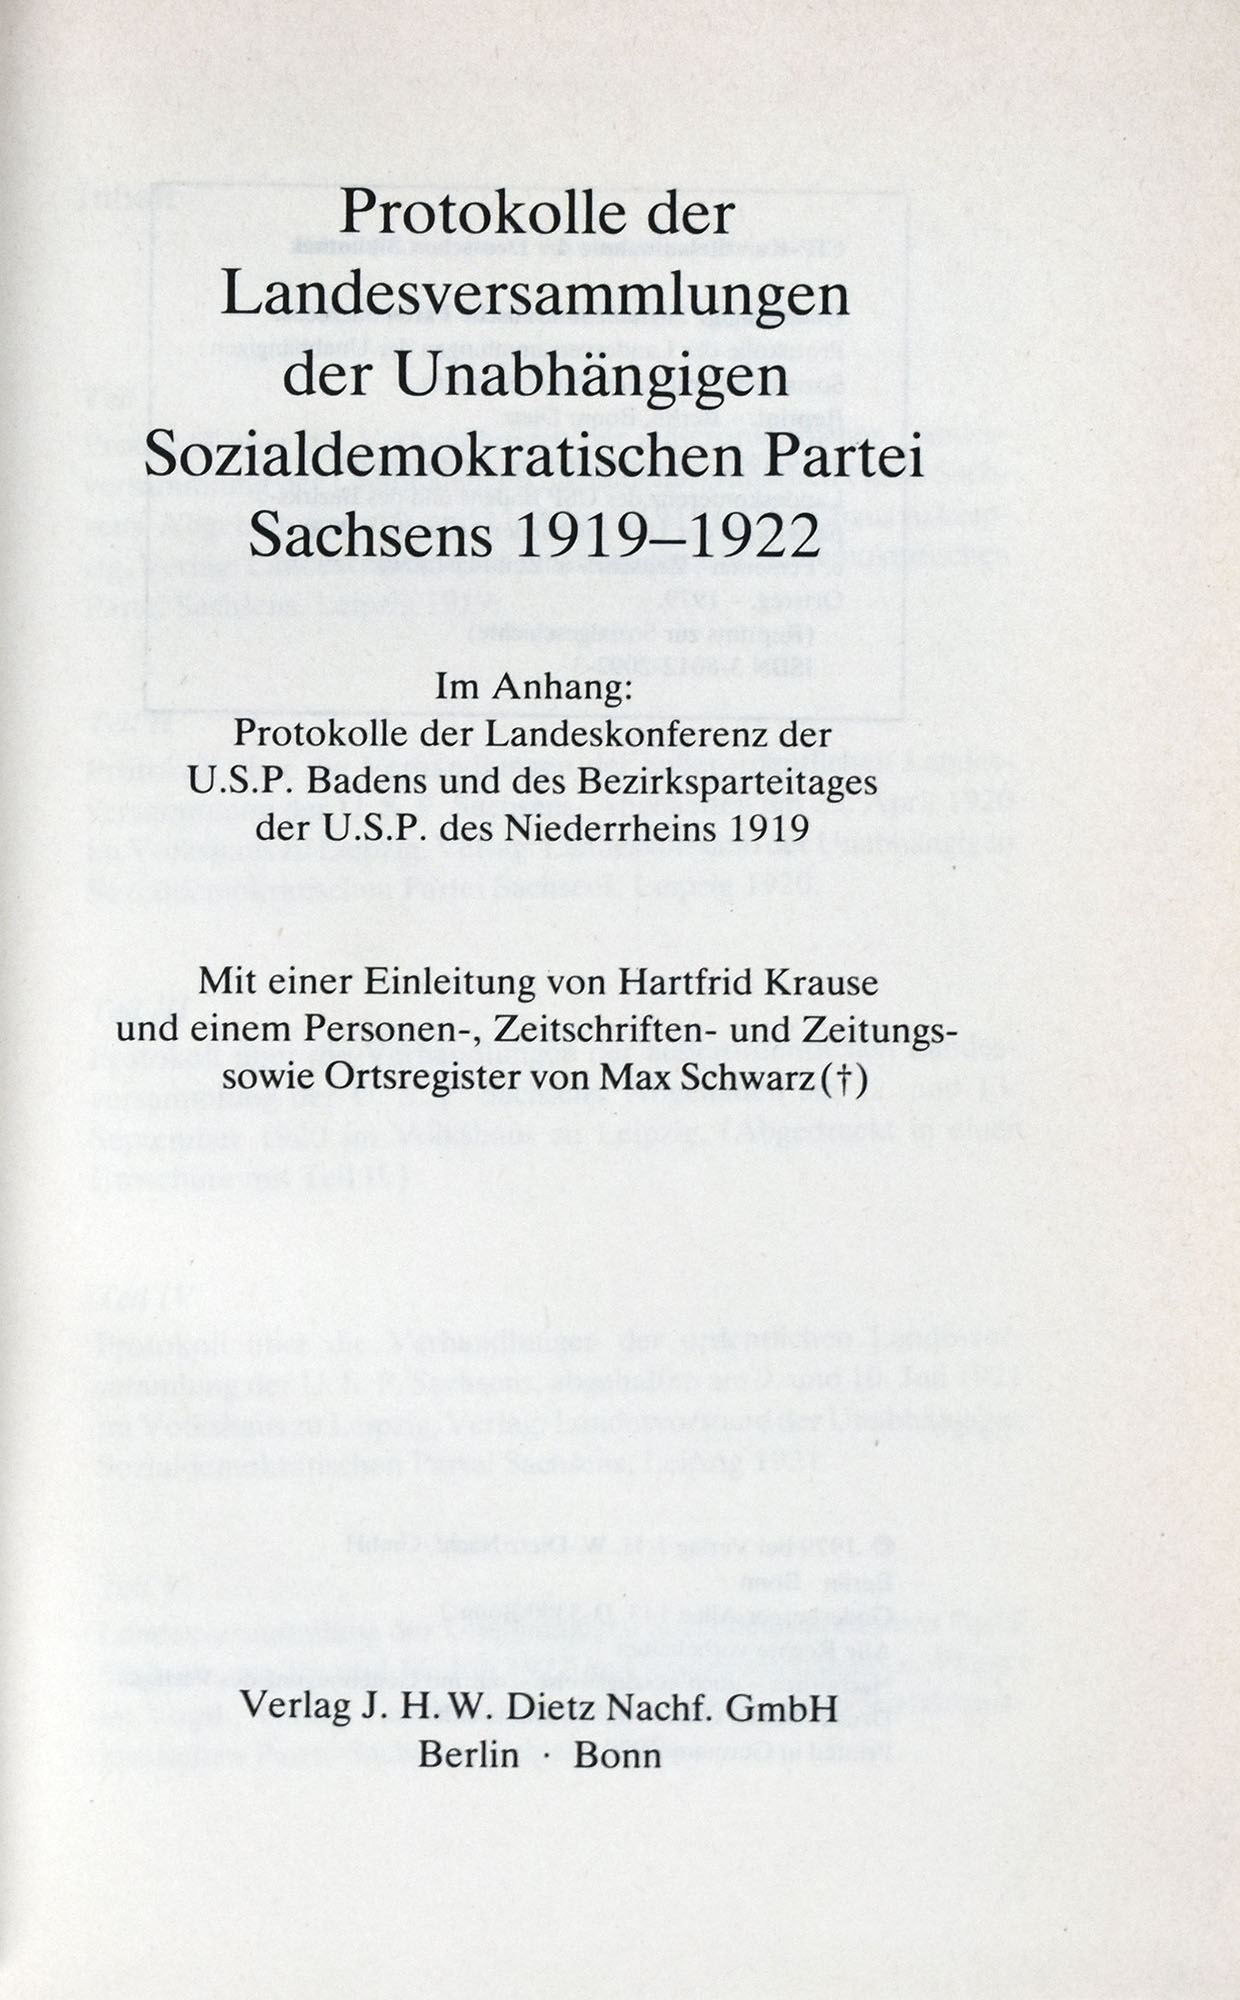 Protokolle der
Landesversammlungen
der Unabhängigen
Sozialdemokratischen Partei
Sachsens 1919–1922
Im Anhang:
Protokolle der Landeskonferenz der
U.S.P. Badens und des Bezirksparteitages
der U.S.P. des Niederrheins 1919
Mit einer Einleitung von Hartfrid Krause
und einem Personen-, Zeitschriften- und Zeitungs-
sowie Ortsregister von Max Schwarz(†)
Verlag J. H. W. Dietz Nachf. GmbH
Berlin · Bonn